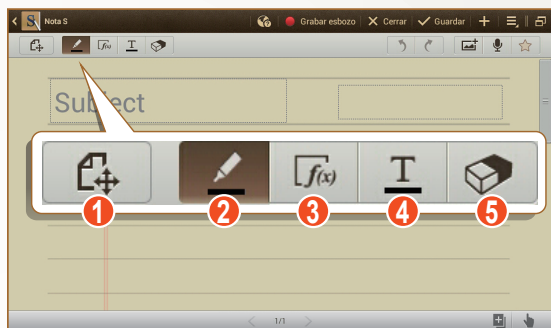 S Nota S Grabar esbozo Cerrar Guardar
f(x) T
Subject
f(x) T
1 2 3 4 5
1/1